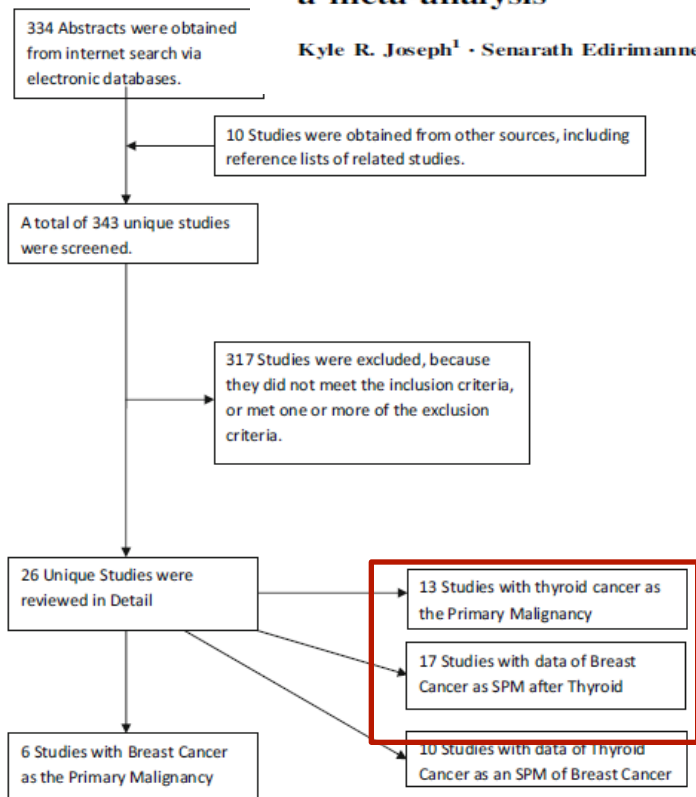 a meta-analysis
Kyle R. Joseph1 · Senarath Edirimanne
334 Abstracts were obtained
from internet search via
electronic databases.
10 Studies were obtained from other sources, including
reference lists of related studies.
A total of 343 unique studies
were screened.
317 Studies were excluded, because
they did not meet the inclusion criteria,
or met one or more of the exclusion
criteria.
26 Unique Studies were
reviewed in Detail
13 Studies with thyroid cancer as
the Primary Malignancy
17 Studies with data of Breast
Cancer as SPM after Thyroid
10 Studies with data of Thyroid
Cancer as an SPM of Breast Cancer
6 Studies with Breast Cancer
as the Primary Malignancy